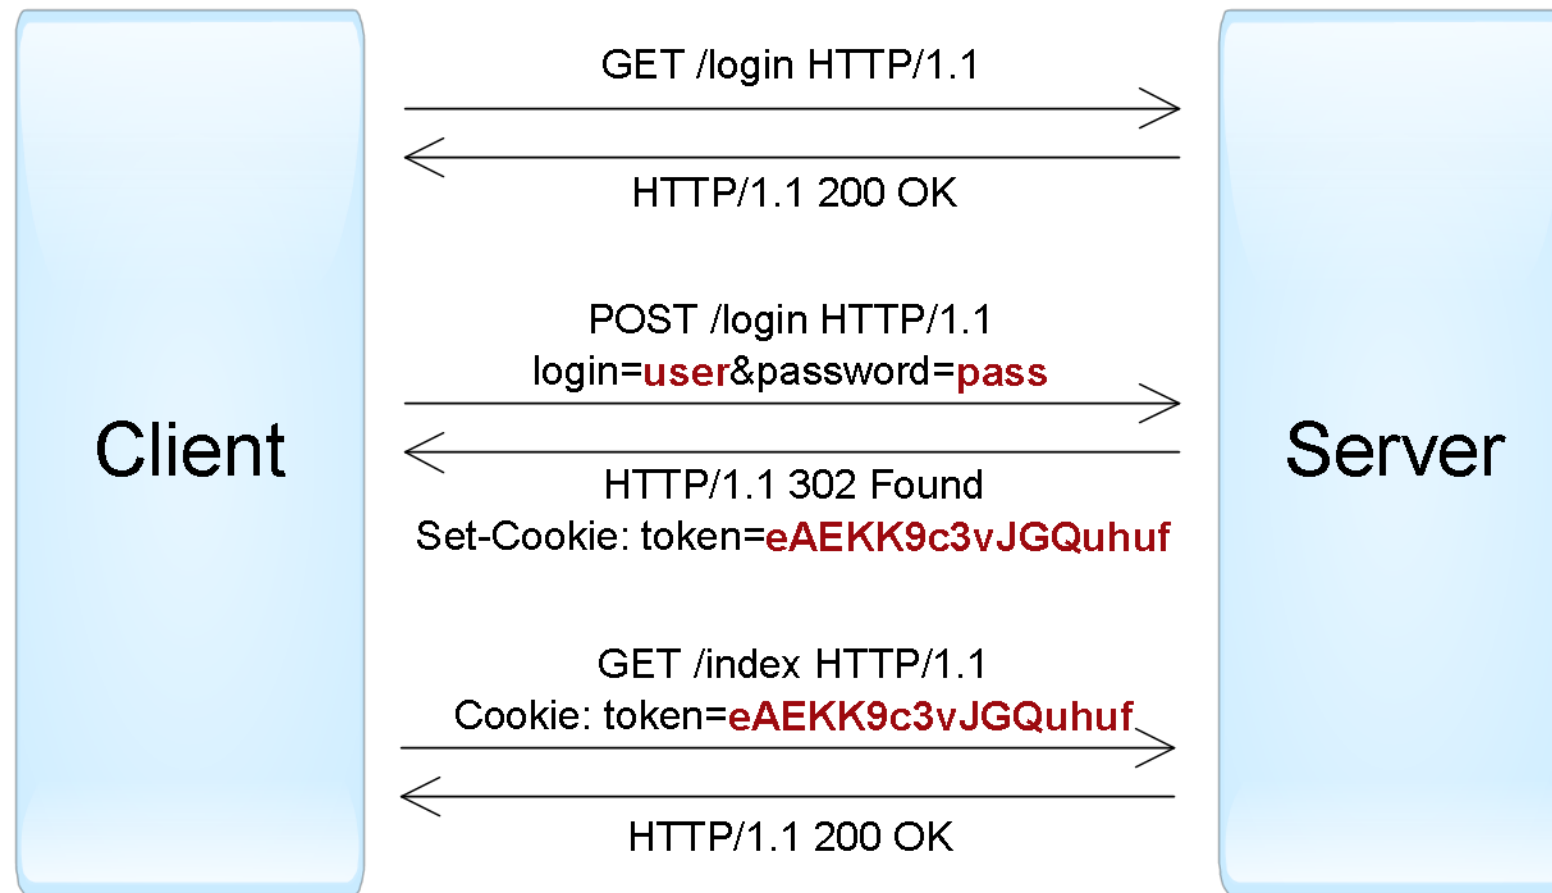 GET /login HTTP/1.1
HTTP/1.1 200 OK
POST /login HTTP/1.1
login=user&password=pass
Client
Server
HTTP/1.1 302 Found
Set-Cookie: token=eAEKK9c3vJGQuhuf
GET /index HTTP/1.1
Cookie: token=eAEKK9c3vJGQuhuf
HTTP/1.1 200 OK